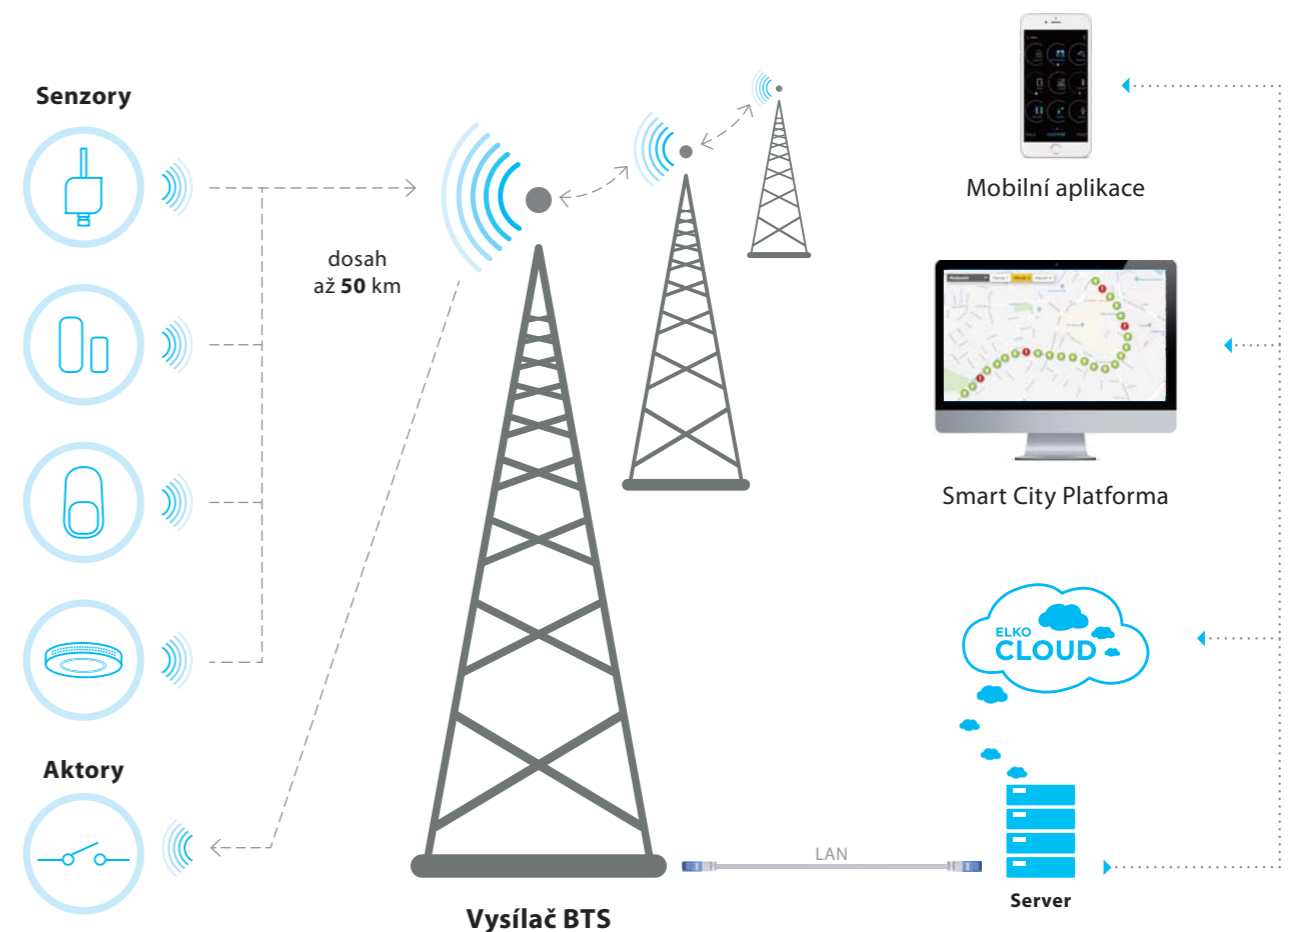 Senzory
dosah
až 50 km
Aktory
Vysílač BTS
LAN
Mobilní aplikace
Smart City Platforma
ELKO
CLOUD
Server